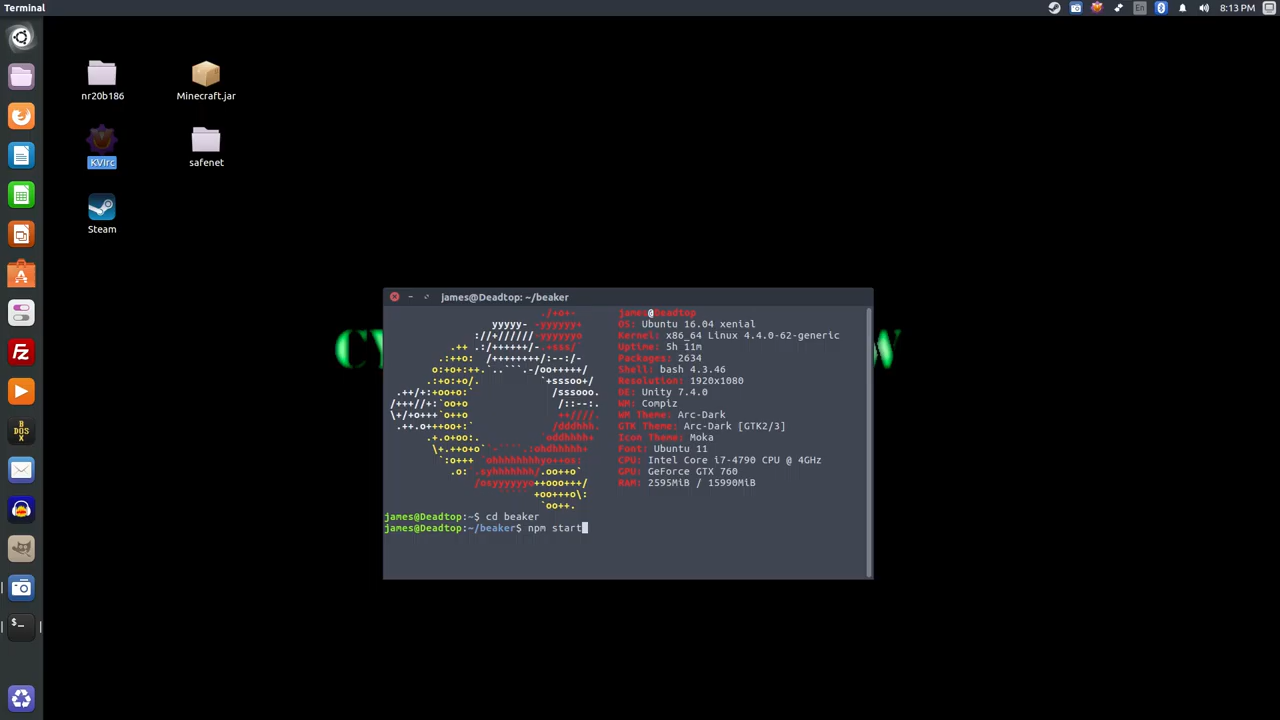 Terminal
En
8:13 PM
nr20b186
Minecraft.jar
KVIrc
safenet
Steam
james@Deadtop: ~/beaker
james@Deadtop
OS: Ubuntu 16.04 xenial
Kernel: x86_64 Linux 4.4.0-62-generic
Uptime: 5h 11m
Packages: 2634
Shell: bash 4.3.46
Resolution: 1920x1080
DE: Unity 7.4.0
WM: Compiz
WM Theme: Arc-Dark
GTK Theme: Arc-Dark [GTK2/3]
Icon Theme: Moka
Font: Ubuntu 11
CPU: Intel Core i7-4790 CPU @ 4GHz
GPU: GeForce GTX 760
RAM: 2595MiB / 15990MiB
james@Deadtop:~$ cd beaker
james@Deadtop:~/beaker$ npm start